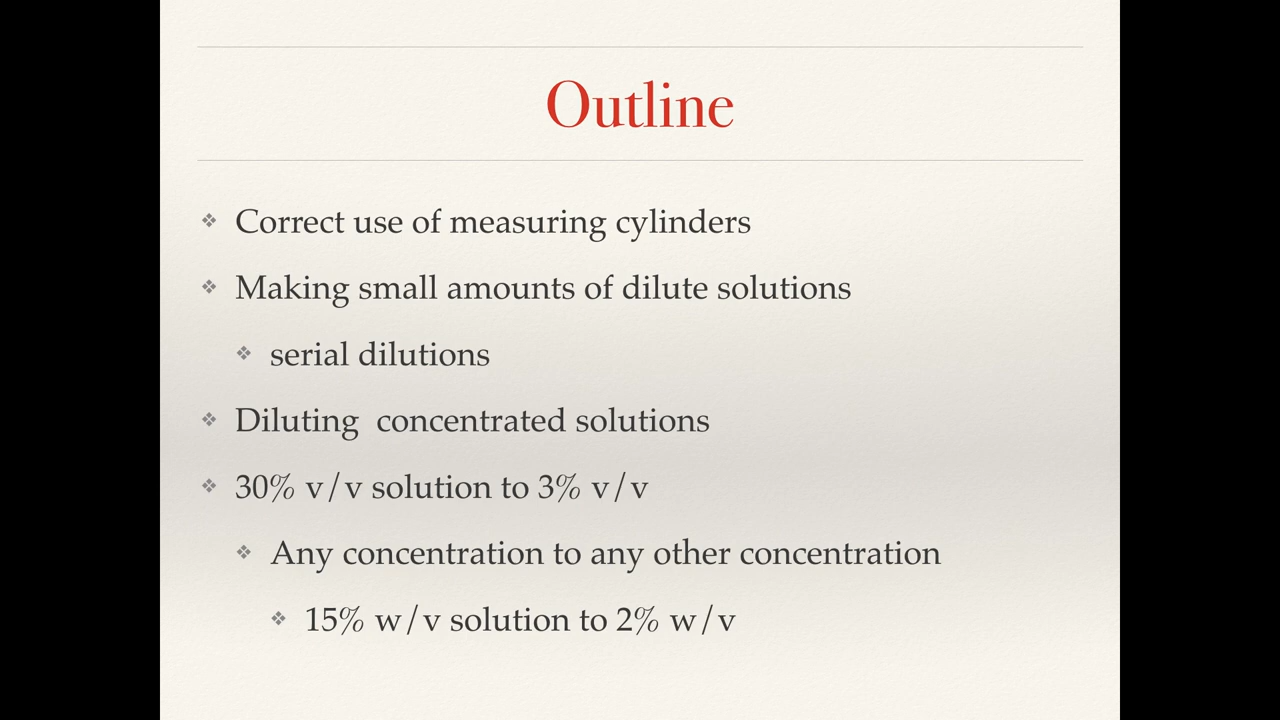 Outline
❖ Correct use of measuring cylinders
❖ Making small amounts of dilute solutions
❖ serial dilutions
❖ Diluting  concentrated solutions
❖ 30% v/v solution to 3% v/v
❖ Any concentration to any other concentration
❖ 15% w/v solution to 2% w/v